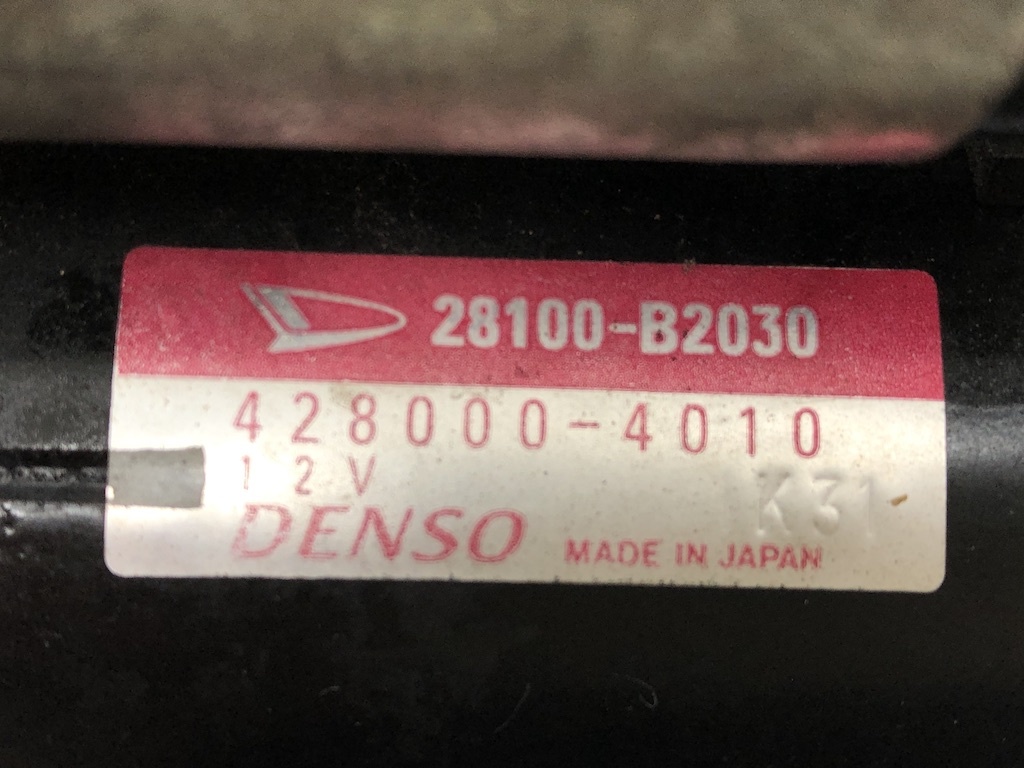 28100-B2030
428000-4010
12V
K31
DENSO MADE IN JAPAN